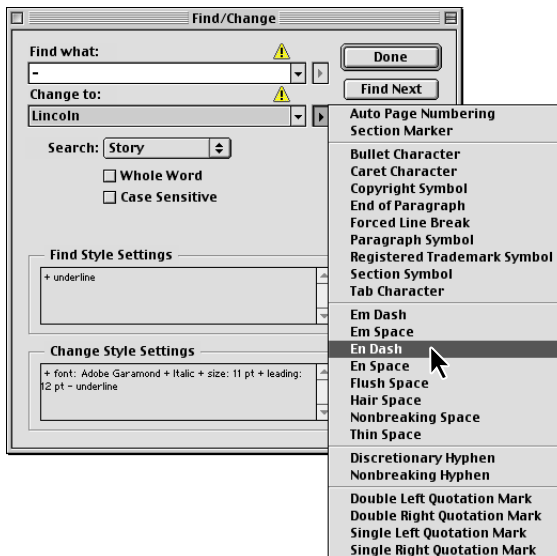 Find/Change
Find what:
Done
-
Find Next
Change to:
Lincoln
Search: Story
Whole Word
Case Sensitive
Find Style Settings
+ underline
Change Style Settings
+ font: Adobe Garamond + Italic + size: 11 pt + leading:
12 pt - underline
Auto Page Numbering
Section Marker
Bullet Character
Caret Character
Copyright Symbol
End of Paragraph
Forced Line Break
Paragraph Symbol
Registered Trademark Symbol
Section Symbol
Tab Character
Em Dash
Em Space
En Dash
En Space
Flush Space
Hair Space
Nonbreaking Space
Thin Space
Discretionary Hyphen
Nonbreaking Hyphen
Double Left Quotation Mark
Double Right Quotation Mark
Single Left Quotation Mark
Single Right Quotation Mark